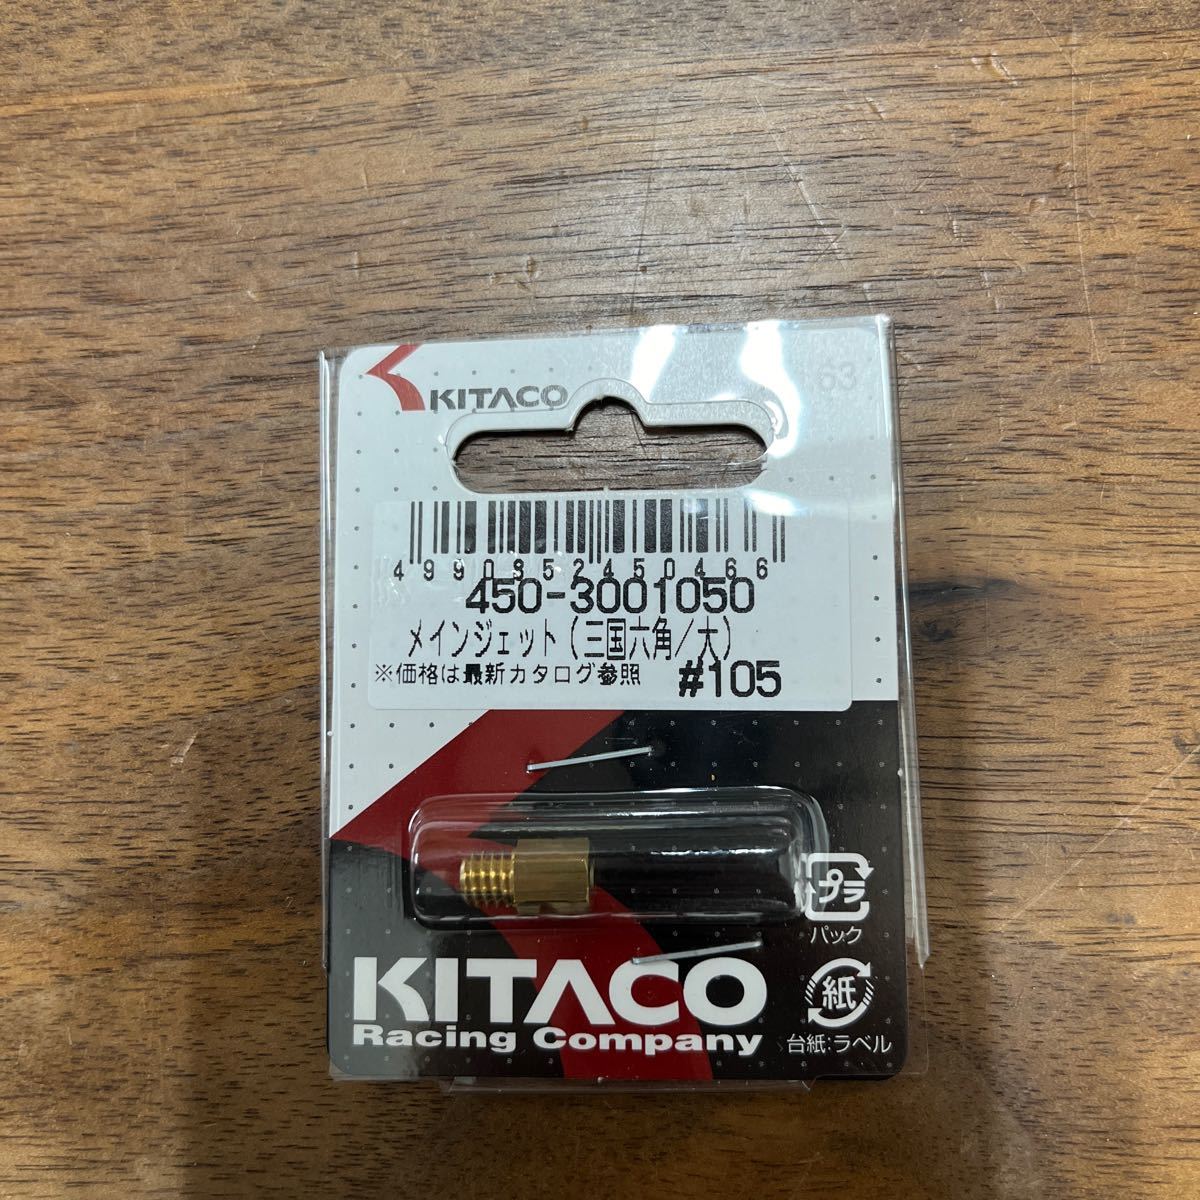 KITACO
63
4990852450466
450-3001050
メインジェット(三国六角/大)
※価格は最新カタログ参照 #105
プラ
パック
KITACO
Racing Company
紙
台紙:ラベル